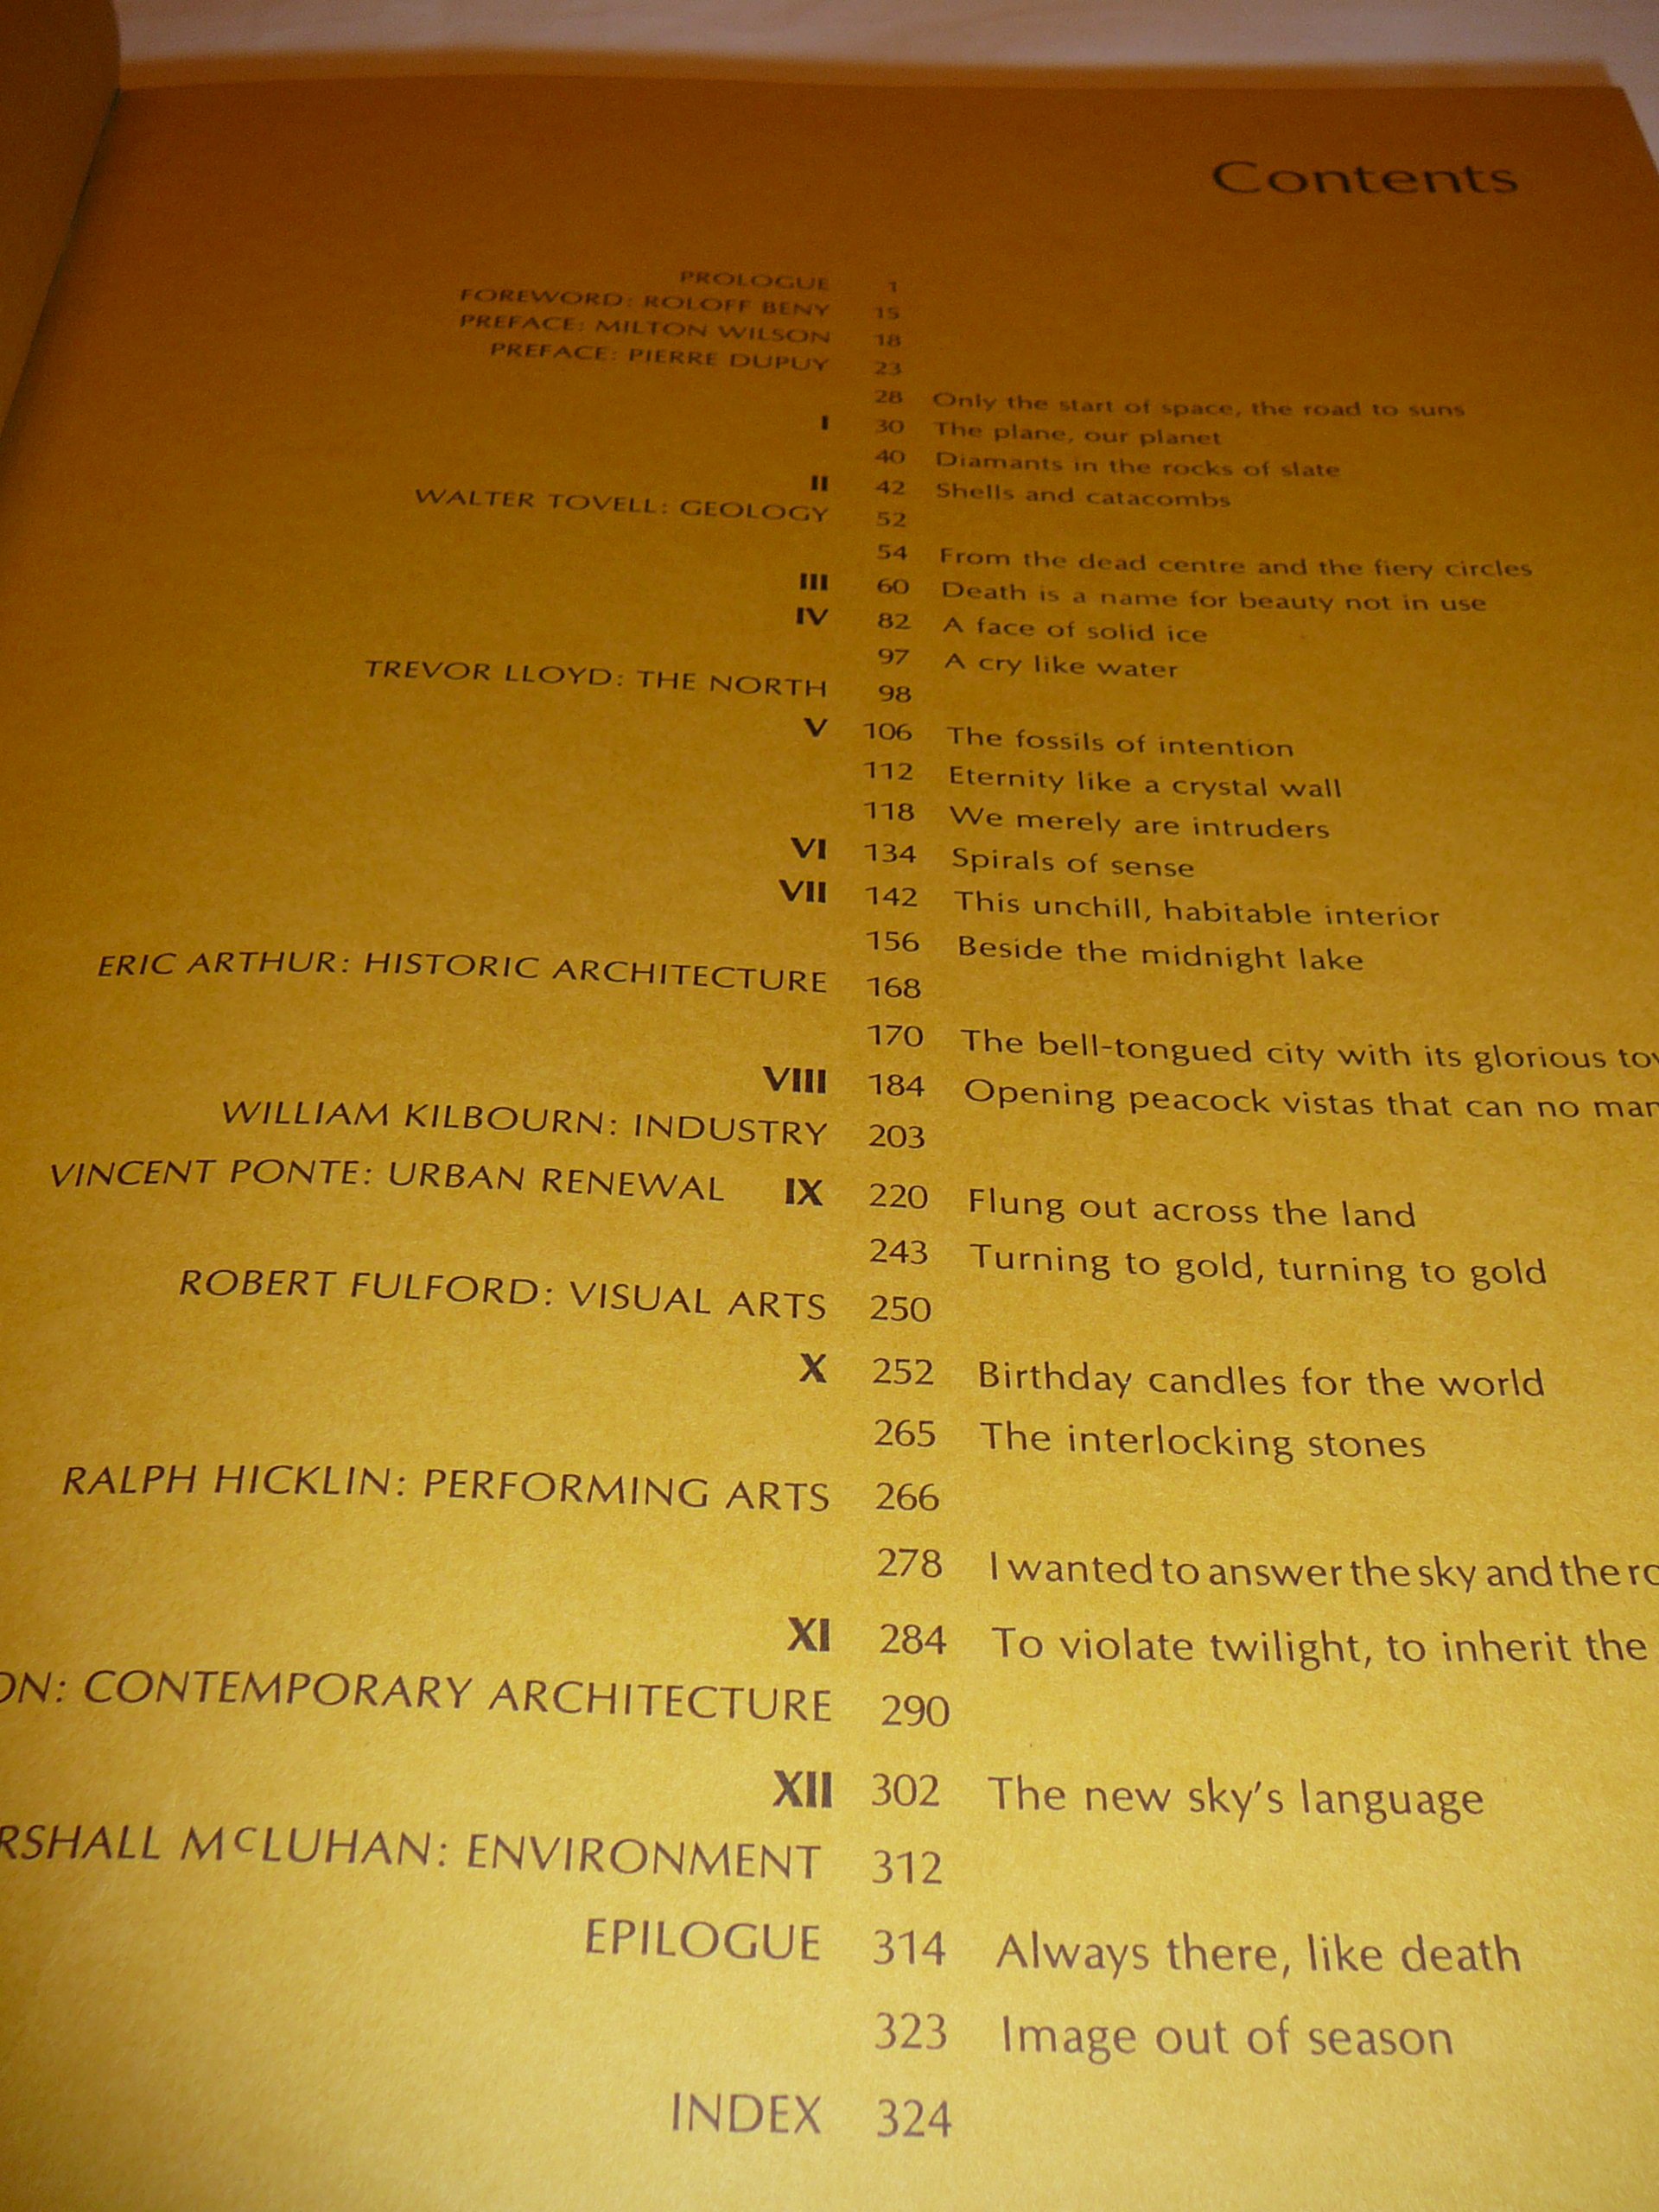 Contents
PROLOGUE 1
FOREWORD: ROLOFF BENY 15
PREFACE: MILTON WILSON 18
PREFACE: PIERRE DUPUY 23
28 Only the start of space, the road to suns
I 30 The plane, our planet
40 Diamants in the rocks of slate
II 42 Shells and catacombs
WALTER TOVELL: GEOLOGY 52
54 From the dead centre and the fiery circles
III 60 Death is a name for beauty not in use
IV 82 A face of solid ice
97 A cry like water
TREVOR LLOYD: THE NORTH 98
V 106 The fossils of intention
112 Eternity like a crystal wall
118 We merely are intruders
VI 134 Spirals of sense
VII 142 This unchill, habitable interior
156 Beside the midnight lake
ERIC ARTHUR: HISTORIC ARCHITECTURE 168
170 The bell-tongued city with its glorious
VIII 184 Opening peacock vistas that can no
WILLIAM KILBOURN: INDUSTRY 203
VINCENT PONTE: URBAN RENEWAL IX 220 Flung out across the land
243 Turning to gold, turning to gold
ROBERT FULFORD: VISUAL ARTS 250
X 252 Birthday candles for the world
265 The interlocking stones
RALPH HICKLIN: PERFORMING ARTS 266
278 I wanted to answer the sky and the
XI 284 To violate twilight, to inherit the
ON: CONTEMPORARY ARCHITECTURE 290
XII 302 The new sky's language
RSHALL McLUHAN: ENVIRONMENT 312
EPILOGUE 314 Always there, like death
323 Image out of season
INDEX 324